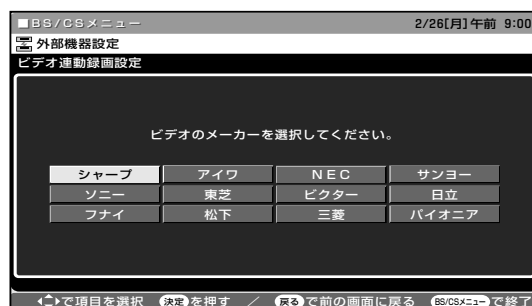 ■BS/CSメニュー 2/26[月]午前 9:00
外部機器設定
ビデオ連動録画設定
ビデオのメーカーを選択してください。
シャープ アイワ NEC サンヨー
ソニー 東芝 ビクター 日立
フナイ 松下 三菱 パイオニア
で項目を選択 決定を押す / 戻るで前の画面に戻る BS/CSメニューで終了